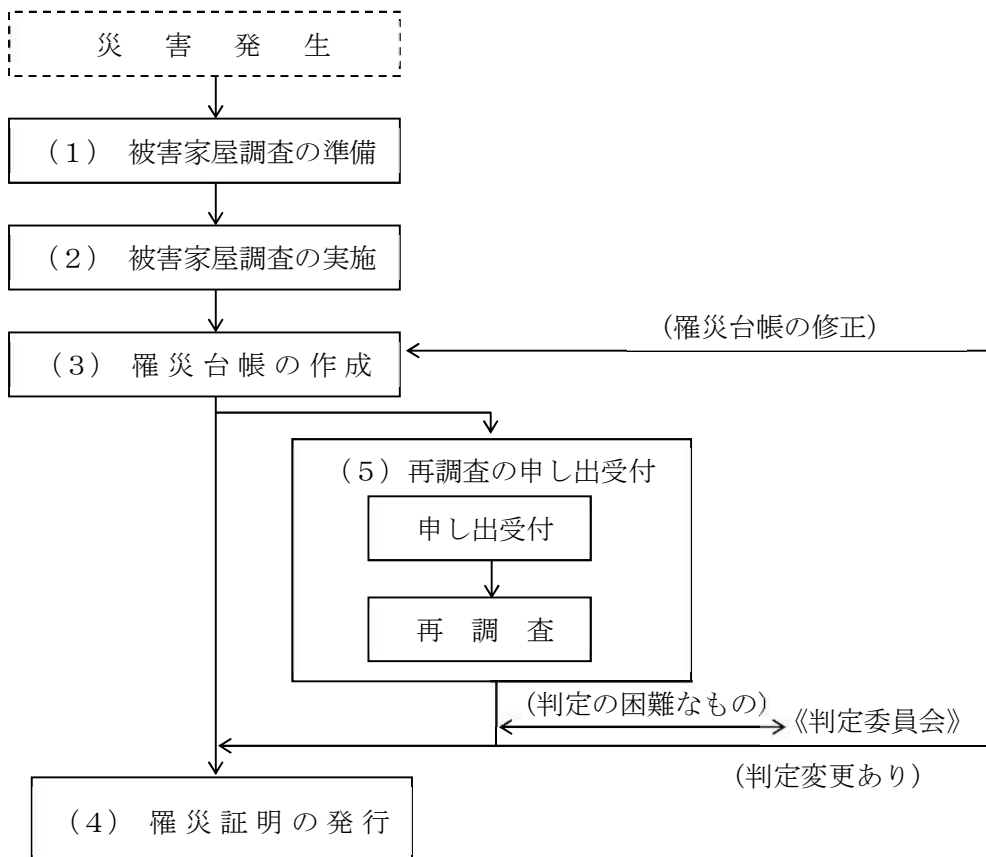 災 害 発 生
(1) 被害家屋調査の準備
(2) 被害家屋調査の実施
(罹災台帳の修正)
(3) 罹災台帳の作成
(5)再調査の申し出受付
申し出受付
再 調 査
(判定の困難なもの)
《判定委員会》
(判定変更あり)
(4) 罹災証明の発行